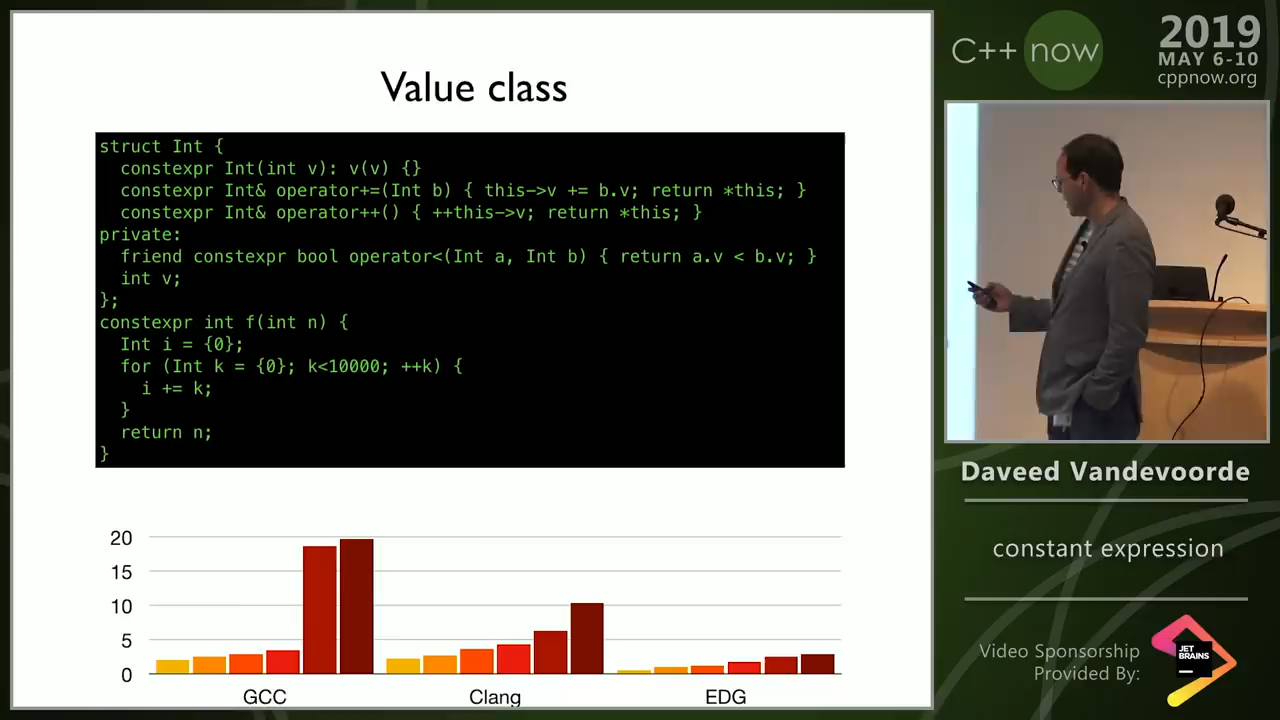 Value class
struct Int {
  constexpr Int(int v): v(v) {}
  constexpr Int& operator+=(Int b) { this->v += b.v; return *this; }
  constexpr Int& operator++() { ++this->v; return *this; }
private:
  friend constexpr bool operator<(Int a, Int b) { return a.v < b.v; }
  int v;
};
constexpr int f(int n) {
  Int i = {0};
  for (Int k = {0}; k<10000; ++k) {
    i += k;
  }
  return n;
}
20
15
10
5
0
GCC
Clang
EDG
C++ now
2019
MAY 6-10
cppnow.org
Daveed Vandevoorde
constant expression
Video Sponsorship
Provided By:
JET
BRAINS